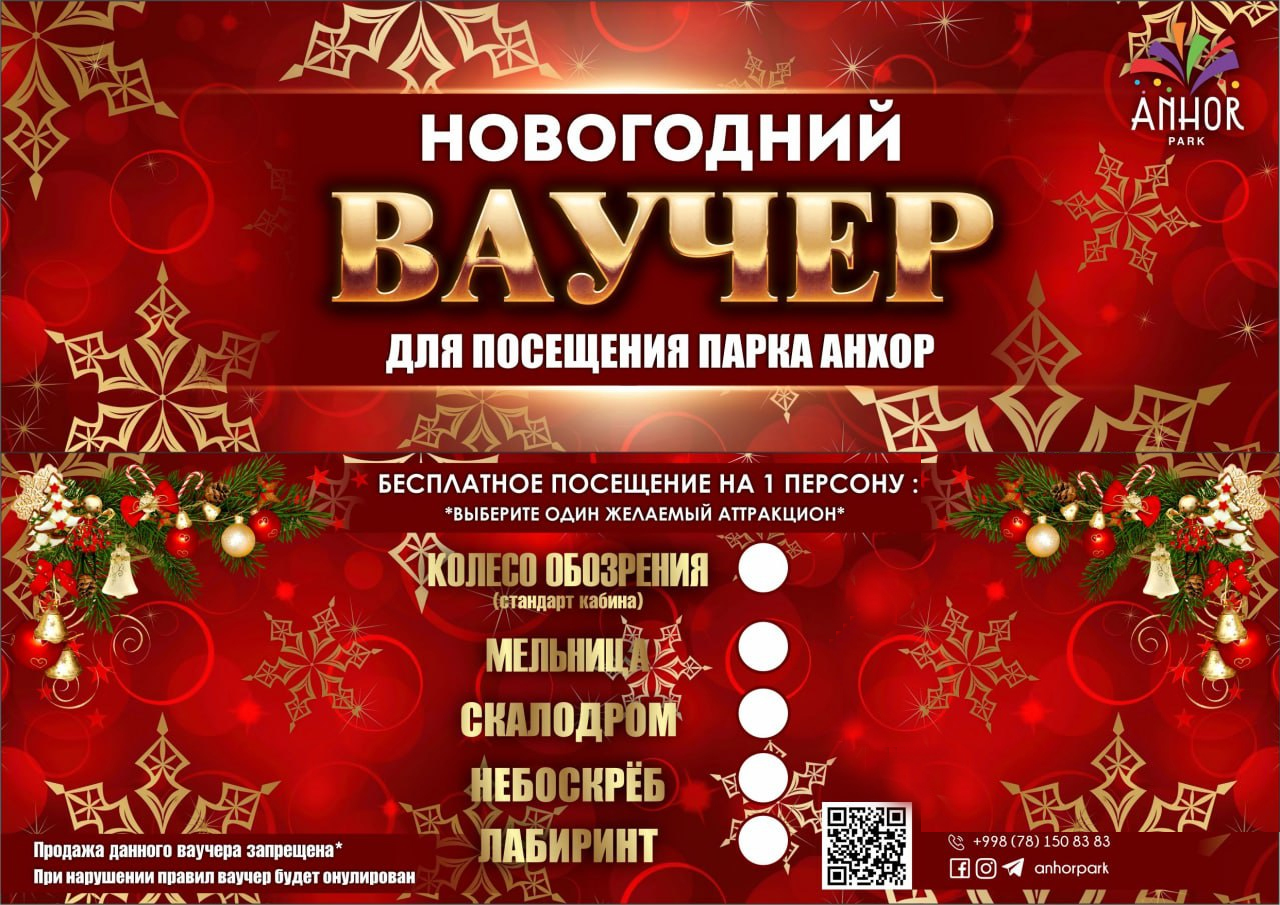 ANHOR
PARK
НОВОГОДНИЙ
ВАУЧЕР
ДЛЯ ПОСЕЩЕНИЯ ПАРКА АНХОР
БЕСПЛАТНОЕ ПОСЕЩЕНИЕ НА 1 ПЕРСОНУ :
*ВЫБЕРИТЕ ОДИН ЖЕЛАЕМЫЙ АТТРАКЦИОН*
КОЛЕСО ОБОЗРЕНИЯ
(стандарт кабина)
МЕЛЬНИЦА
СКАЛОДРОМ
НЕБОСКРЁБ
ЛАБИРИНТ
Продажа данного ваучера запрещена*
При нарушении правил ваучер будет онулирован
+998 (78) 150 83 83
anhorpark